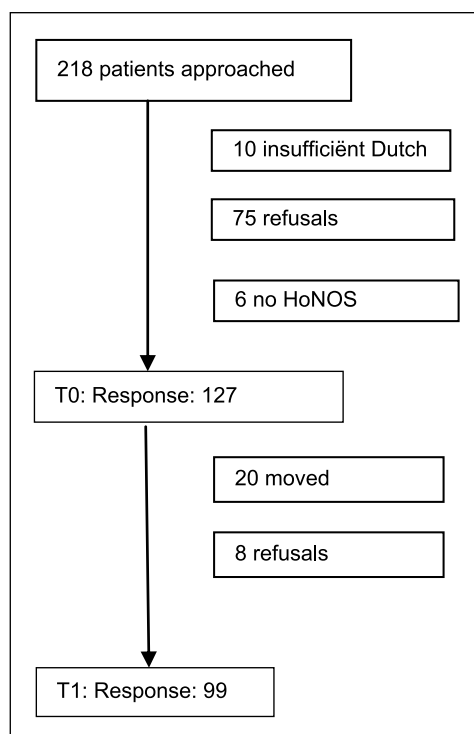 218 patients approached
10 insufficiënt Dutch
75 refusals
6 no HoNOS
T0: Response: 127
20 moved
8 refusals
T1: Response: 99